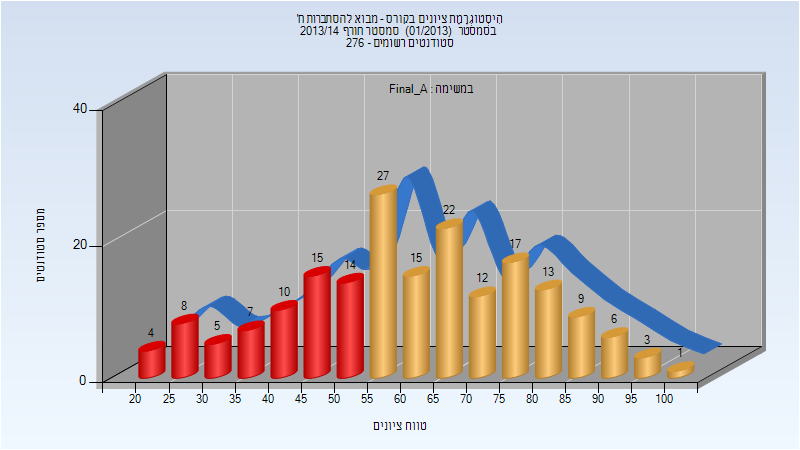 היסטוגרמת ציונים בקורס - מבוא להסתברות ח'
בסמסטר (01/2013) סמסטר חורף 2013/14
סטודנטים רשומים - 276
במשימה : Final_A
מספר סטודנטים
40
20
0
4
8
5
7
10
15
14
27
15
22
12
17
13
9
6
3
1
20 25 30 35 40 45 50 55 60 65 70 75 80 85 90 95 100
טווח ציונים